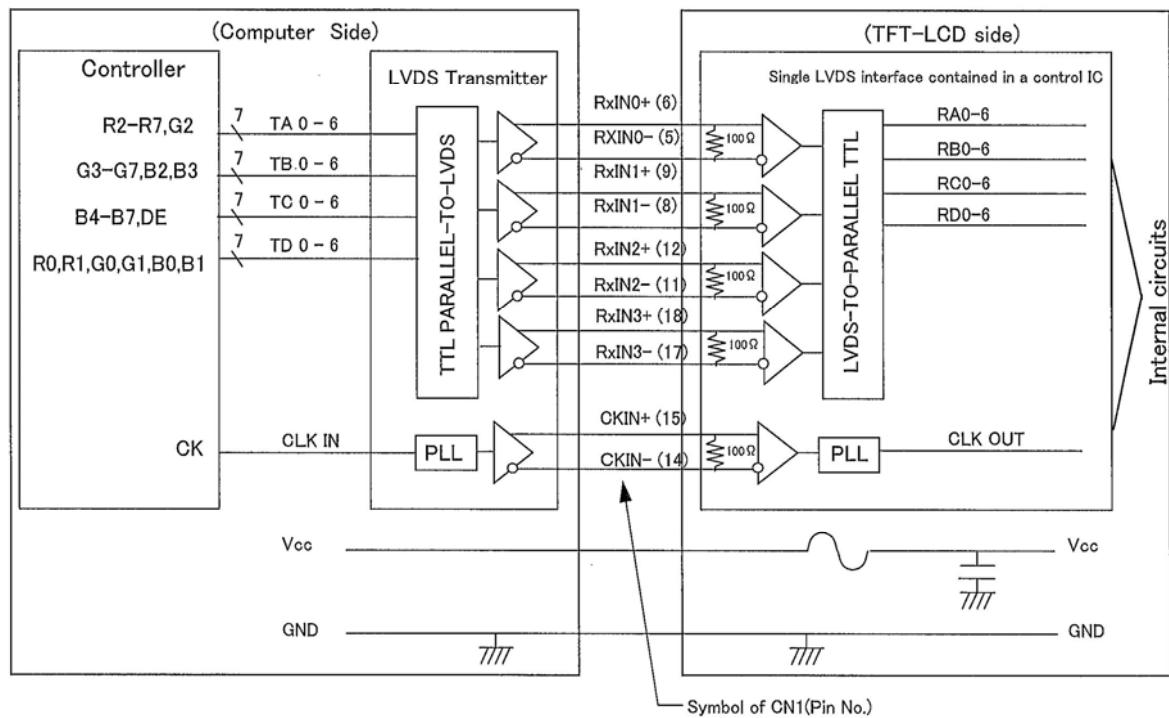 (Computer Side)
(TFT-LCD side)
Controller
LVDS Transmitter
Single LVDS interface contained in a control IC
R2-R7,G2
7
TA 0-6
G3-G7,B2,B3
7
TB.0-6
B4-B7,DE
7
TC 0-6
R0,R1,G0,G1,B0,B1
7
TD 0-6
TTL PARALLEL-TO-LVDS
RxIN0+ (6)
RXIN0- (5)
RxIN1+ (9)
RxIN1- (8)
RxIN2+ (12)
RxIN2- (11)
RxIN3+ (18)
RxIN3- (17)
100Ω
100Ω
100Ω
100Ω
LVDS-TO-PARALLEL TTL
RA0-6
RB0-6
RC0-6
RD0-6
Internal circuits
CK
CLK IN
PLL
CKIN+ (15)
CKIN- (14)
100Ω
PLL
CLK OUT
Vcc
Vcc
GND
GND
Symbol of CN1(Pin No.)